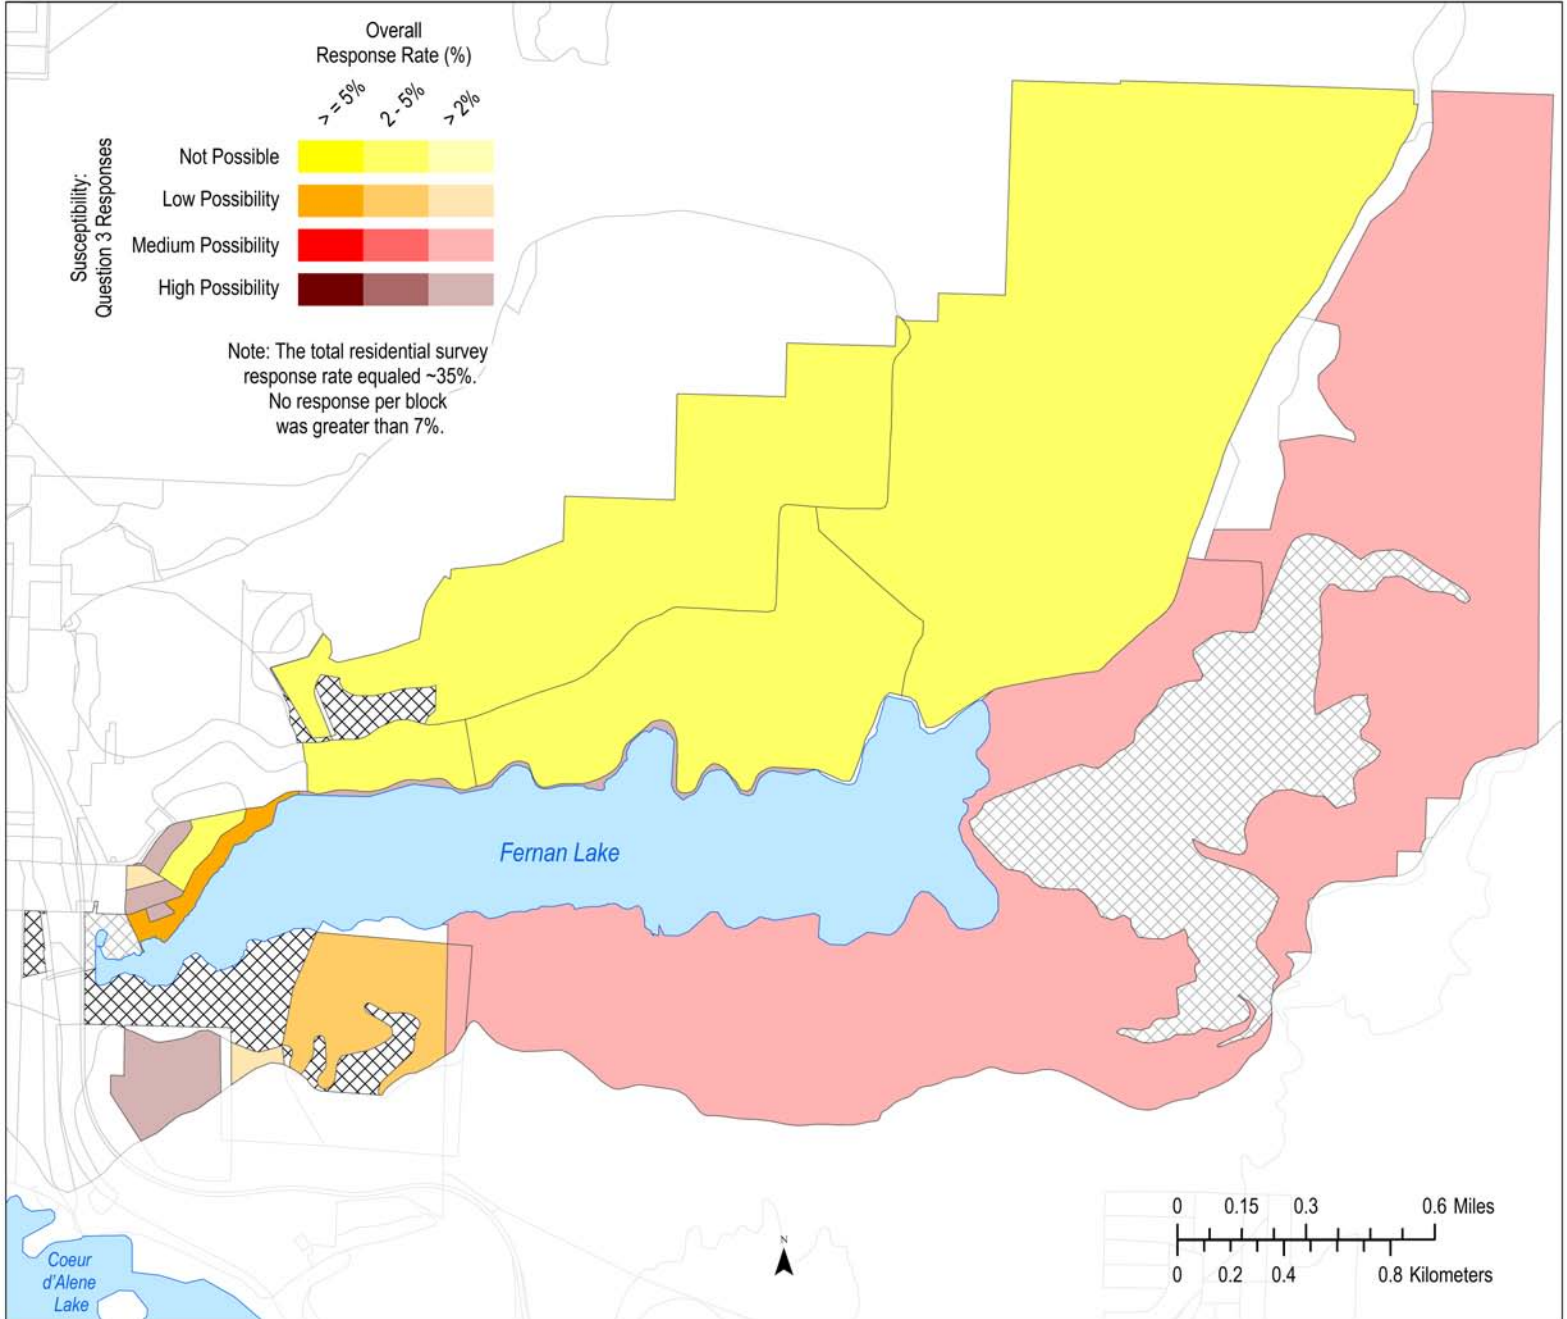 Overall
Response Rate (%)
> = 5%
2 - 5%
> 2%
Susceptibility:
Question 3 Responses
Not Possible
Low Possibility
Medium Possibility
High Possibility
Note: The total residential survey
response rate equaled ~35%.
No response per block
was greater than 7%.
Fernan Lake
Coeur
d'Alene
Lake
N
0 0.15 0.3 0.6 Miles
0 0.2 0.4 0.8 Kilometers